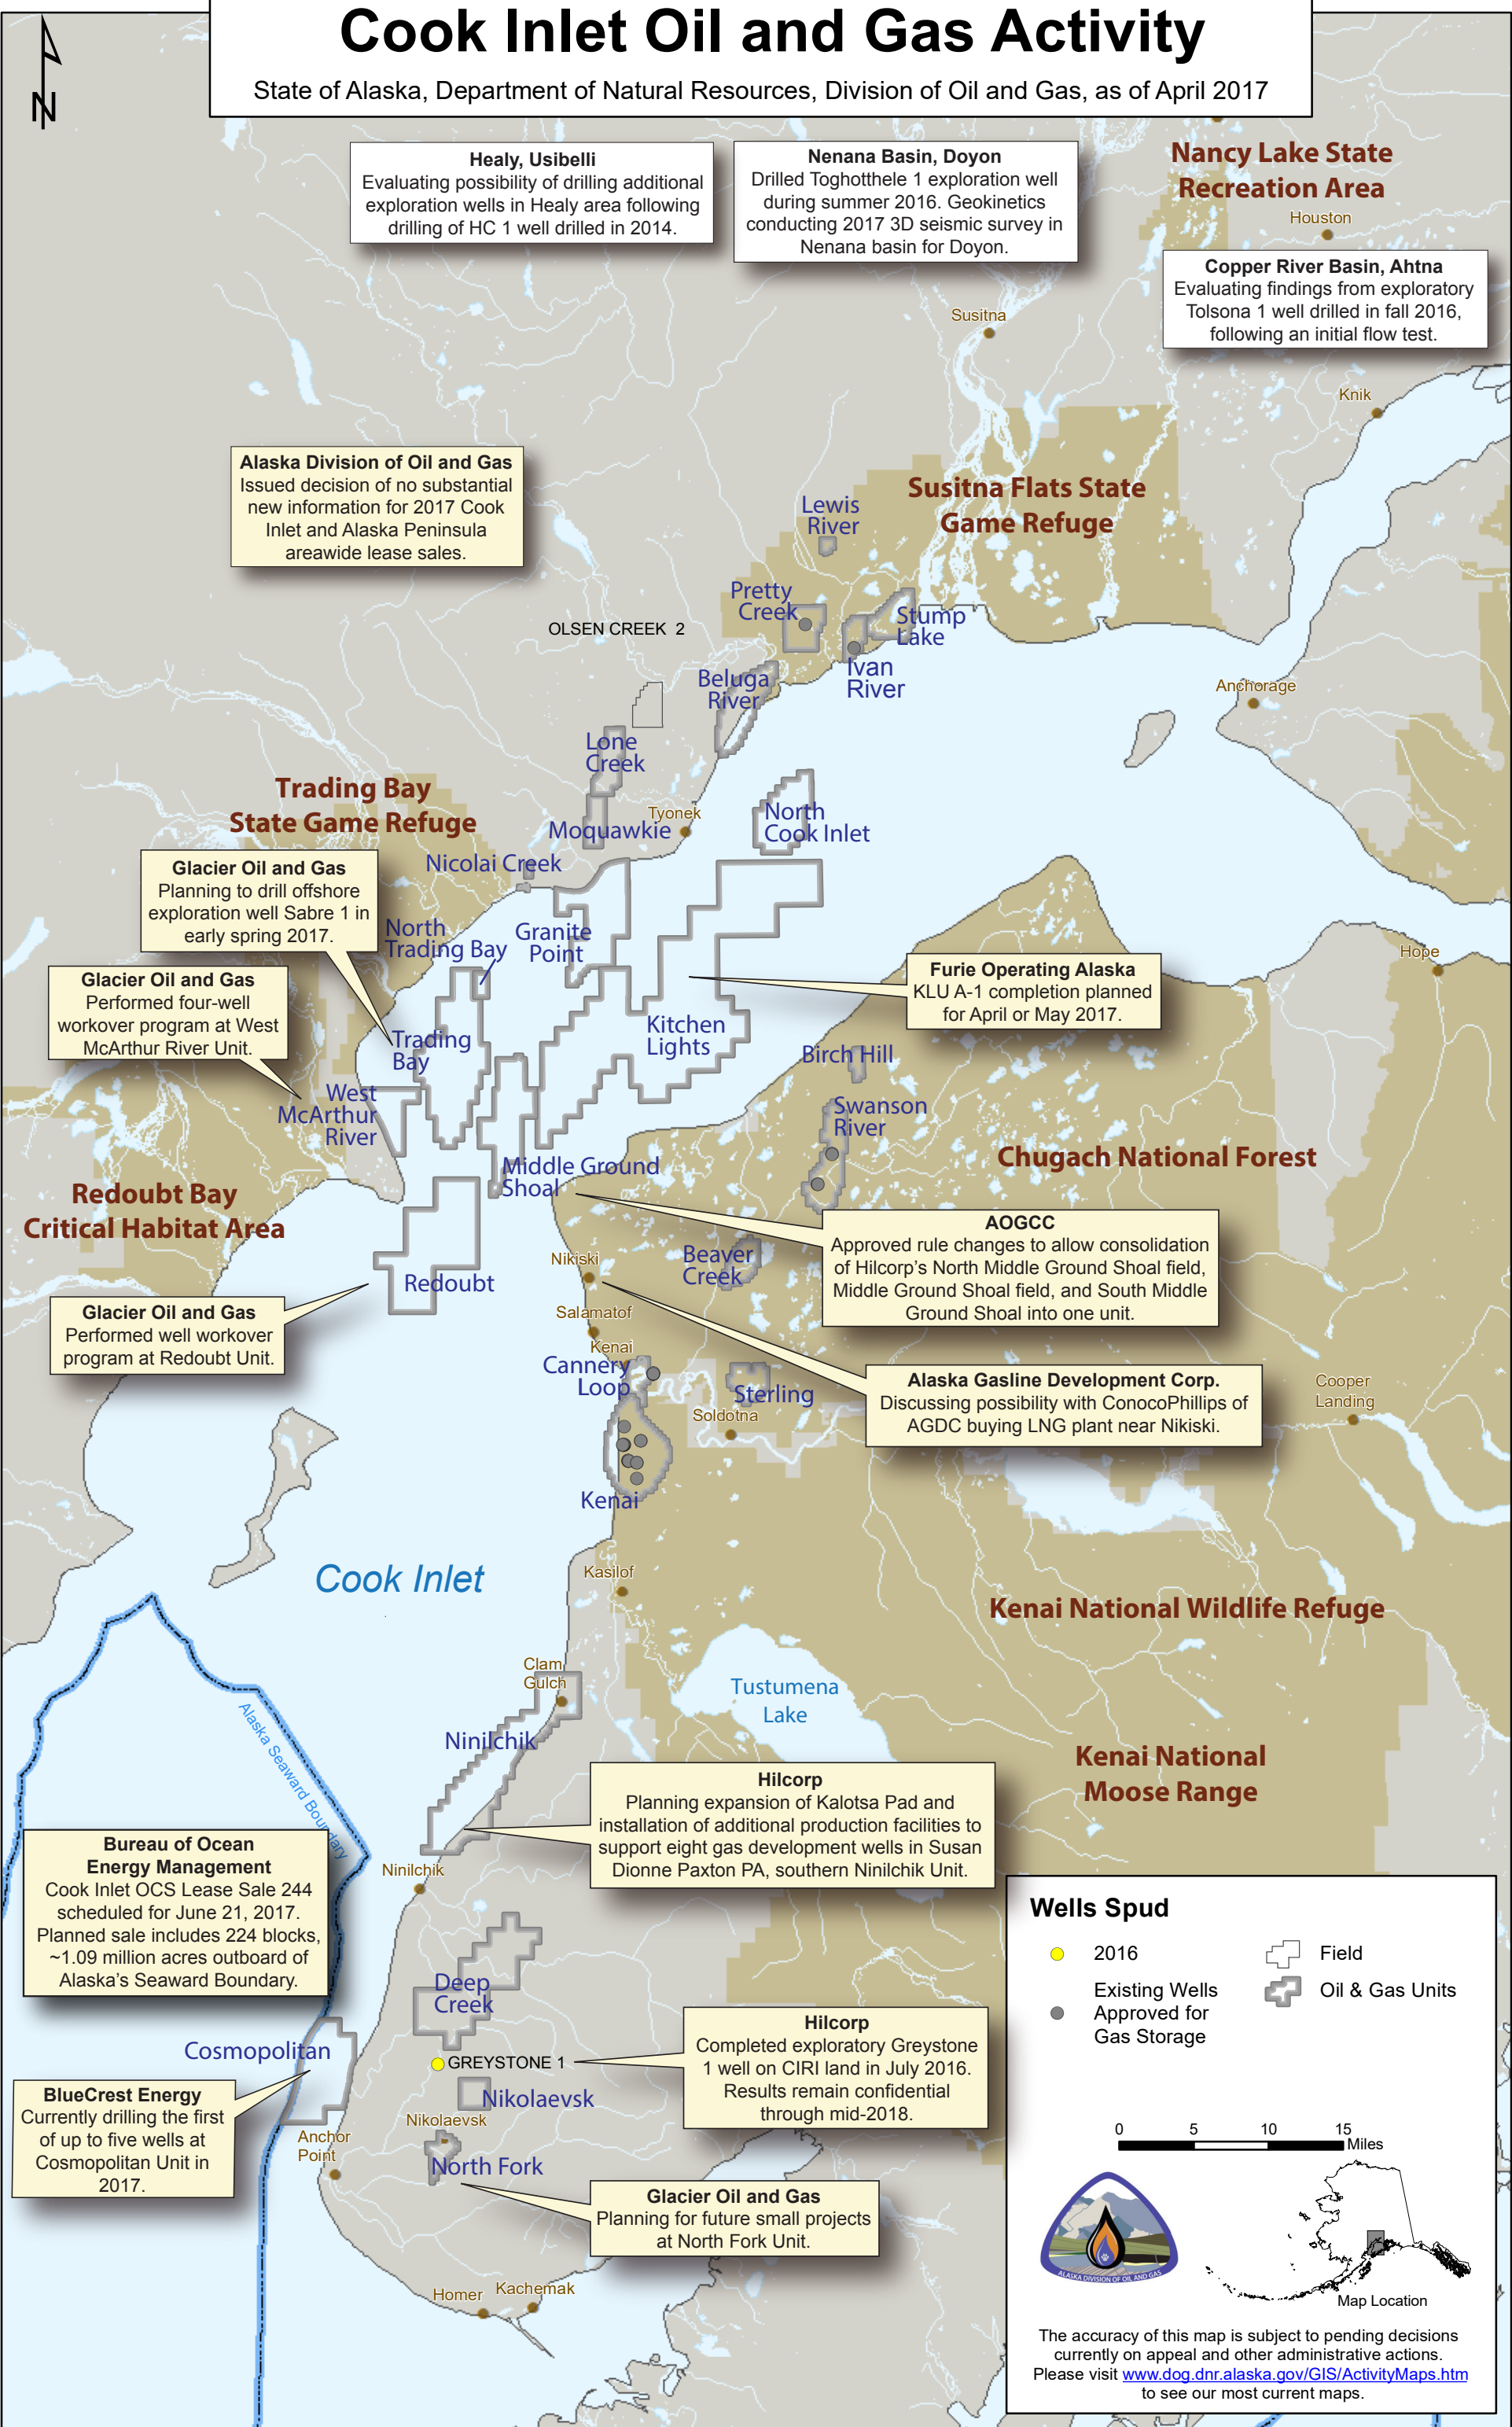 Cook Inlet Oil and Gas Activity
State of Alaska, Department of Natural Resources, Division of Oil and Gas, as of April 2017
N
Healy, Usibelli
Evaluating possibility of drilling additional
exploration wells in Healy area following
drilling of HC 1 well drilled in 2014.
Nenana Basin, Doyon
Drilled Toghotthele 1 exploration well
during summer 2016. Geokinetics
conducting 2017 3D seismic survey in
Nenana basin for Doyon.
Nancy Lake State
Recreation Area
Houston
Copper River Basin, Ahtna
Evaluating findings from exploratory
Tolsona 1 well drilled in fall 2016,
following an initial flow test.
Susitna
Knik
Alaska Division of Oil and Gas
Issued decision of no substantial
new information for 2017 Cook
Inlet and Alaska Peninsula
areawide lease sales.
Susitna Flats State
Game Refuge
Lewis
River
Pretty
Creek
Stump
Lake
OLSEN CREEK 2
Ivan
River
Beluga
River
Anchorage
Lone
Creek
Trading Bay
State Game Refuge
Tyonek
Moquawkie
North
Cook Inlet
Nicolai Creek
Glacier Oil and Gas
Planning to drill offshore
exploration well Sabre 1 in
early spring 2017.
North
Trading Bay
Granite
Point
Hope
Glacier Oil and Gas
Performed four-well
workover program at West
McArthur River Unit.
Furie Operating Alaska
KLU A-1 completion planned
for April or May 2017.
Trading
Bay
Kitchen
Lights
Birch Hill
West
McArthur
River
Swanson
River
Chugach National Forest
Middle Ground
Shoal
Redoubt Bay
Critical Habitat Area
AOGCC
Approved rule changes to allow consolidation
of Hilcorp's North Middle Ground Shoal field,
Middle Ground Shoal field, and South Middle
Ground Shoal into one unit.
Nikiski
Beaver
Creek
Redoubt
Glacier Oil and Gas
Performed well workover
program at Redoubt Unit.
Salamatof
Kenai
Cannery
Loop
Sterling
Alaska Gasline Development Corp.
Discussing possibility with ConocoPhillips of
AGDC buying LNG plant near Nikiski.
Cooper
Landing
Soldotna
Kenai
Cook Inlet
Kasilof
Kenai National Wildlife Refuge
Clam
Gulch
Tustumena
Lake
Alaska Seaward Boundary
Ninilchik
Kenai National
Moose Range
Hilcorp
Planning expansion of Kalotsa Pad and
installation of additional production facilities to
support eight gas development wells in Susan
Dionne Paxton PA, southern Ninilchik Unit.
Bureau of Ocean
Energy Management
Cook Inlet OCS Lease Sale 244
scheduled for June 21, 2017.
Planned sale includes 224 blocks,
~1.09 million acres outboard of
Alaska's Seaward Boundary.
Ninilchik
Deep
Creek
Cosmopolitan
GREYSTONE 1
Hilcorp
Completed exploratory Greystone
1 well on CIRI land in July 2016.
Results remain confidential
through mid-2018.
Nikolaevsk
Nikolaevsk
BlueCrest Energy
Currently drilling the first
of up to five wells at
Cosmopolitan Unit in
2017.
Anchor
Point
North Fork
Glacier Oil and Gas
Planning for future small projects
at North Fork Unit.
Homer
Kachemak
Wells Spud
2016
Field
Existing Wells
Approved for
Gas Storage
Oil & Gas Units
0 5 10 15
Miles
ALASKA DIVISION OF OIL AND GAS
Map Location
The accuracy of this map is subject to pending decisions
currently on appeal and other administrative actions.
Please visit www.dog.dnr.alaska.gov/GIS/ActivityMaps.htm
to see our most current maps.